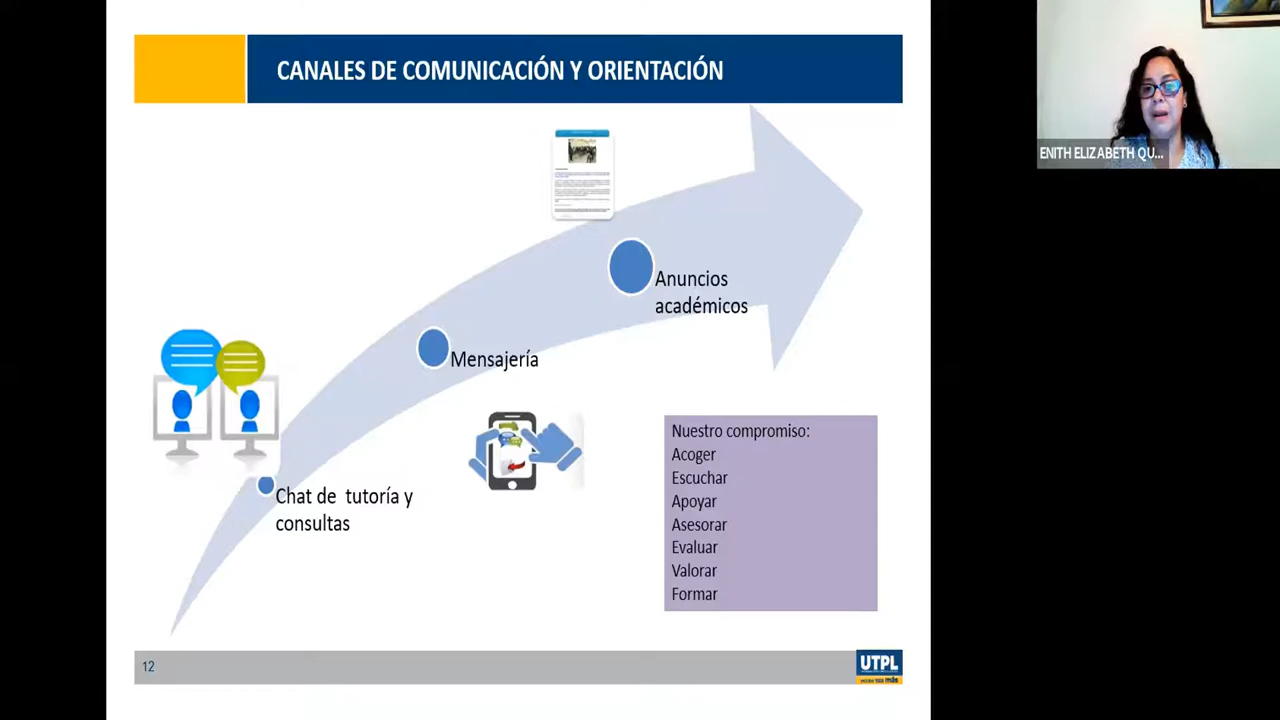 CANALES DE COMUNICACIÓN Y ORIENTACIÓN
ENITH ELIZABETH QU...
Anuncios
académicos
Mensajería
Chat de tutoría y
consultas
Nuestro compromiso:
Acoger
Escuchar
Apoyar
Asesorar
Evaluar
Valorar
Formar
12
UTPL